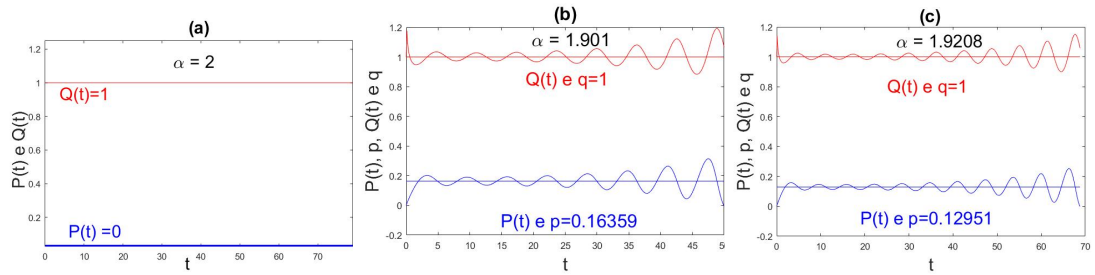 (a)
P(t) e Q(t)
1.2
1
0.8
0.6
0.4
0.2
α = 2
Q(t)=1
P(t) =0
0 10 20 30 40 50 60 70
t
(b)
P(t), p, Q(t) e q
1.2
1
0.8
0.6
0.4
0.2
0
-0.2
α = 1.901
Q(t) e q=1
P(t) e p=0.16359
0 5 10 15 20 25 30 35 40 45 50
t
(c)
P(t), p, Q(t) e q
1.2
1
0.8
0.6
0.4
0.2
0
-0.2
α = 1.9208
Q(t) e q=1
P(t) e p=0.12951
0 10 20 30 40 50 60 70
t